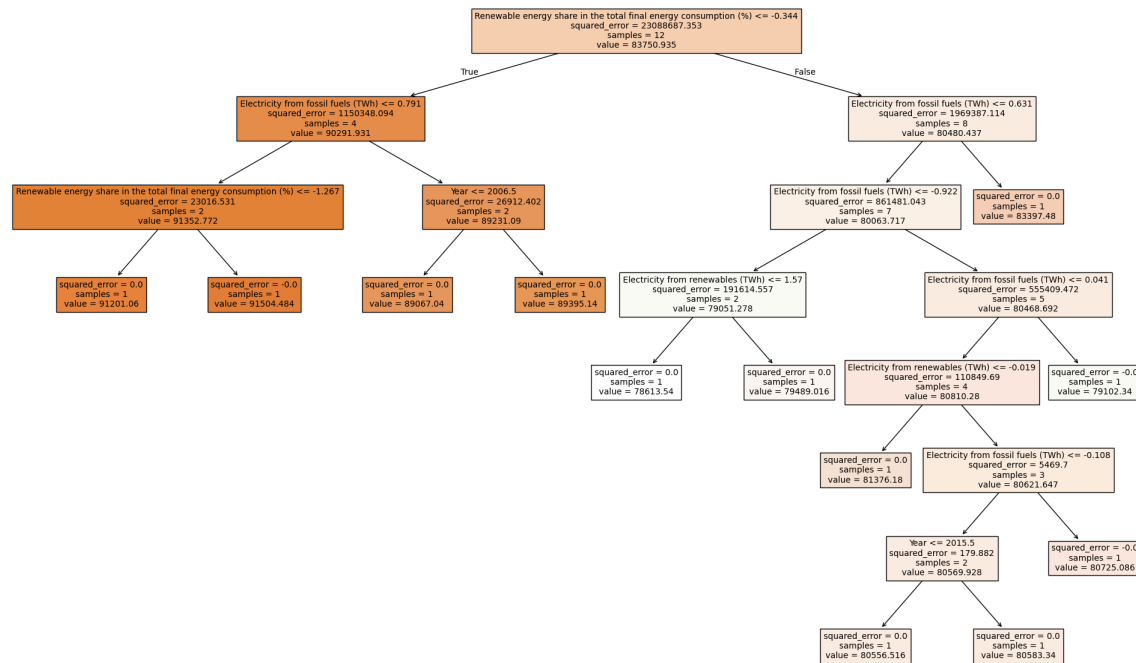 Renewable energy share in the total final energy consumption (%) <= -0.344
squared_error = 23088687.353
samples = 12
value = 83750.935
True
False
Electricity from fossil fuels (TWh) <= 0.791
squared_error = 1150348.094
samples = 4
value = 90291.931
Electricity from fossil fuels (TWh) <= 0.631
squared_error = 1969387.114
samples = 8
value = 80480.437
Renewable energy share in the total final energy consumption (%) <= -1.267
squared_error = 23016.531
samples = 2
value = 91352.772
Year <= 2006.5
squared_error = 26912.402
samples = 2
value = 89231.09
Electricity from fossil fuels (TWh) <= -0.922
squared_error = 861481.043
samples = 7
value = 80063.717
squared_error = 0.0
samples = 1
value = 83397.48
squared_error = 0.0
samples = 1
value = 91201.06
squared_error = -0.0
samples = 1
value = 91504.484
squared_error = 0.0
samples = 1
value = 89067.04
squared_error = 0.0
samples = 1
value = 89395.14
Electricity from renewables (TWh) <= 1.57
squared_error = 191614.557
samples = 2
value = 79051.278
Electricity from fossil fuels (TWh) <= 0.041
squared_error = 555409.472
samples = 5
value = 80468.692
squared_error = 0.0
samples = 1
value = 78613.54
squared_error = 0.0
samples = 1
value = 79489.016
Electricity from renewables (TWh) <= -0.019
squared_error = 110849.69
samples = 4
value = 80810.28
squared_error = -0.0
samples = 1
value = 79102.34
squared_error = 0.0
samples = 1
value = 81376.18
Electricity from fossil fuels (TWh) <= -0.108
squared_error = 5469.7
samples = 3
value = 80621.647
Year <= 2015.5
squared_error = 179.882
samples = 2
value = 80569.928
squared_error = -0.0
samples = 1
value = 80725.086
squared_error = 0.0
samples = 1
value = 80556.516
squared_error = 0.0
samples = 1
value = 80583.34